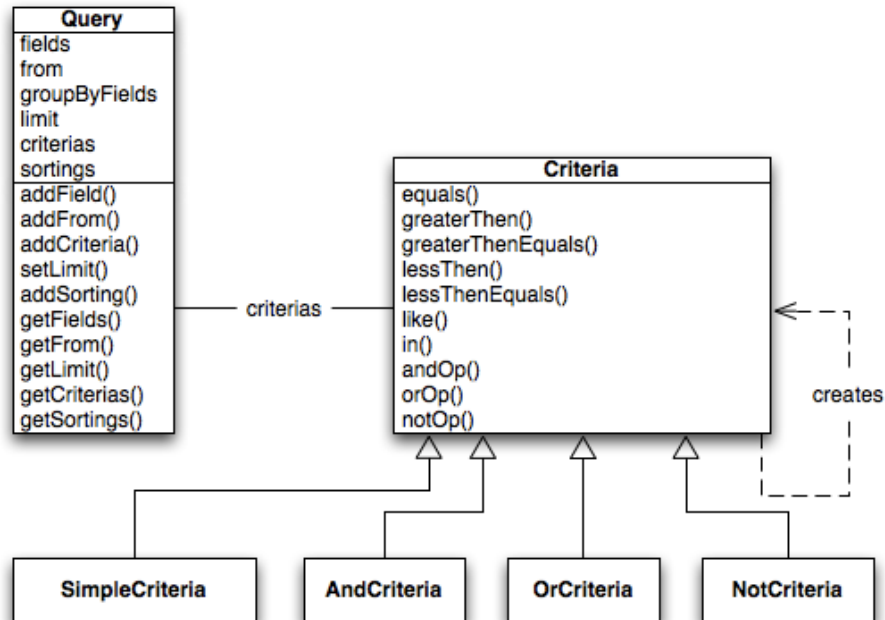 Query
fields
from
groupByFields
limit
criterias
sortings
addField()
addFrom()
addCriteria()
setLimit()
addSorting()
getFields()
getFrom()
getLimit()
getCriterias()
getSortings()
criterias
Criteria
equals()
greaterThen()
greaterThenEquals()
lessThen()
lessThenEquals()
like()
in()
andOp()
orOp()
notOp()
creates
SimpleCriteria
AndCriteria
OrCriteria
NotCriteria